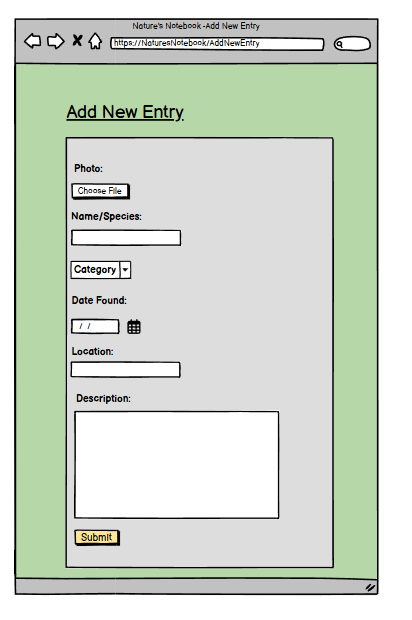 Nature's Notebook -Add New Entry
https://NaturesNotebook/AddNewEntry
Add New Entry
Photo:
Choose File
Name/Species:
Category
Date Found:
/ /
Location:
Description:
Submit